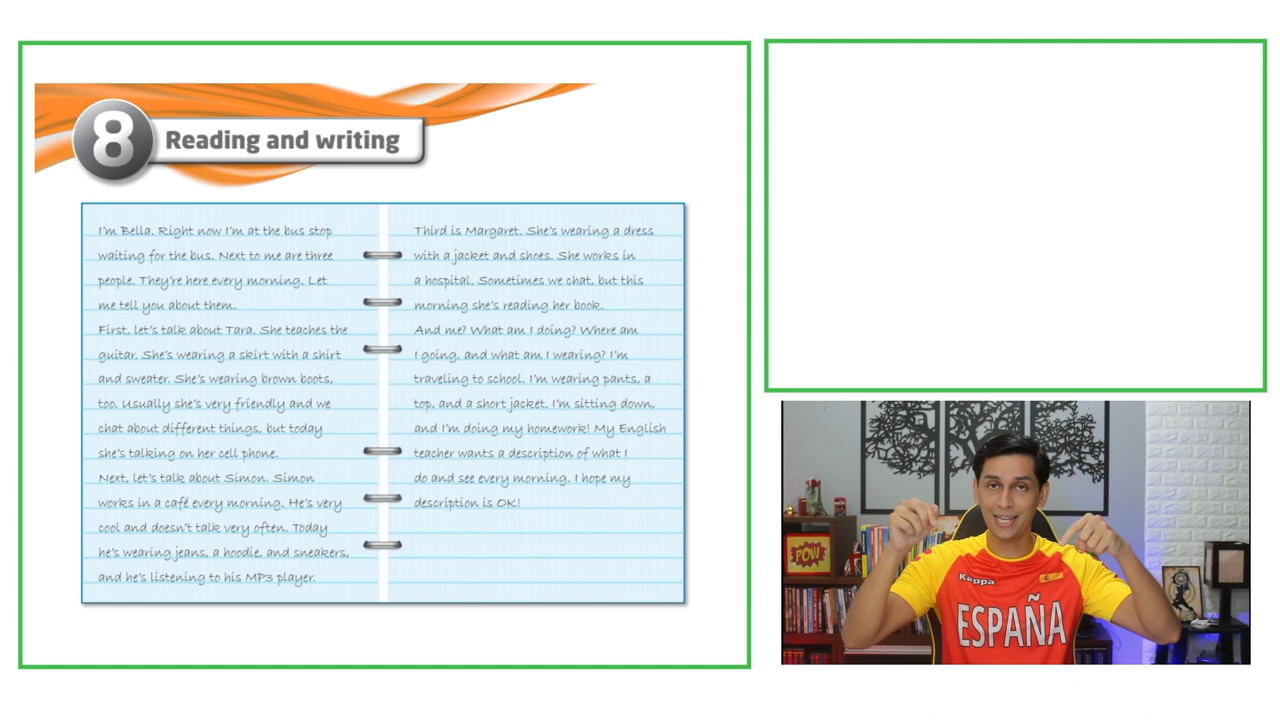 8
Reading and writing
I'm Bella. Right now I'm at the bus stop
waiting for the bus. Next to me are three
people. They're here every morning. Let
me tell you about them.
First, let's talk about Tara. She teaches the
guitar. She's wearing a skirt with a shirt
and sweater. She's wearing brown boots,
too. Usually she's very friendly and we
chat about different things, but today
she's talking on her cell phone.
Next, let's talk about Simon. Simon
works in a café every morning. He's very
cool and doesn't talk very often. Today
he's wearing jeans, a hoodie, and sneakers,
and he's listening to his MP3 player.
Third is Margaret. She's wearing a dress
with a jacket and shoes. She works in
a hospital. Sometimes we chat, but this
morning she's reading her book.
And me? What am I doing? Where am
I going, and what am I wearing? I'm
traveling to school. I'm wearing pants, a
top, and a short jacket. I'm sitting down,
and I'm doing my homework! My English
teacher wants a description of what I
do and see every morning. I hope my
description is OK!
POW
Kappa
ESPAÑA